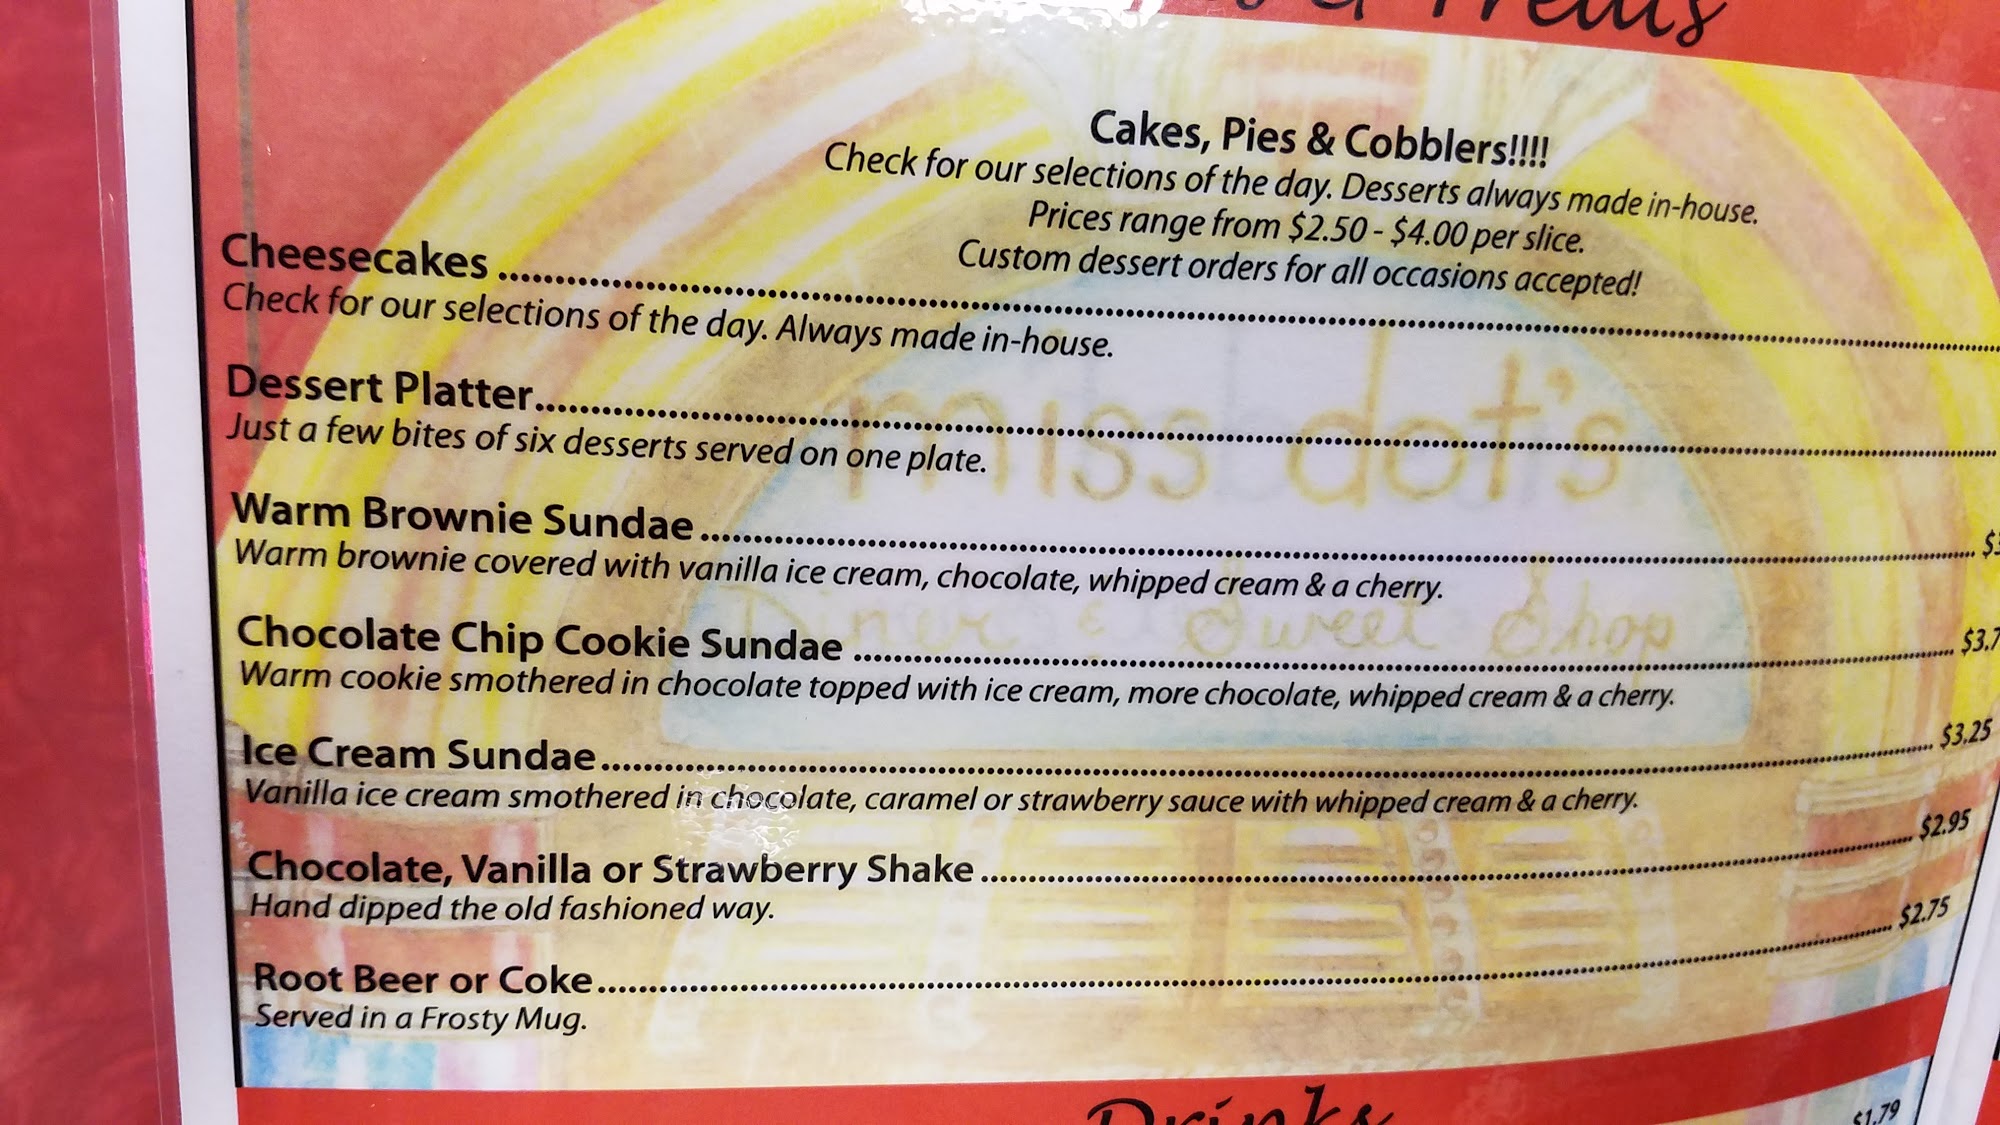 & Treats
Cakes, Pies & Cobblers!!!!
Check for our selections of the day. Desserts always made in-house.
Prices range from $2.50 - $4.00 per slice.
Custom dessert orders for all occasions accepted!
Cheesecakes
Check for our selections of the day. Always made in-house.
Dessert Platter
Just a few bites of six desserts served on one plate.
miss dot's
Warm Brownie Sundae
Warm brownie covered with vanilla ice cream, chocolate, whipped cream & a cherry.
Diner & Sweet Shop
Chocolate Chip Cookie Sundae $3.7
Warm cookie smothered in chocolate topped with ice cream, more chocolate, whipped cream & a cherry.
Ice Cream Sundae $3.25
Vanilla ice cream smothered in chocolate, caramel or strawberry sauce with whipped cream & a cherry.
Chocolate, Vanilla or Strawberry Shake $2.95
Hand dipped the old fashioned way.
Root Beer or Coke $2.75
Served in a Frosty Mug.
Drinks
$1.79